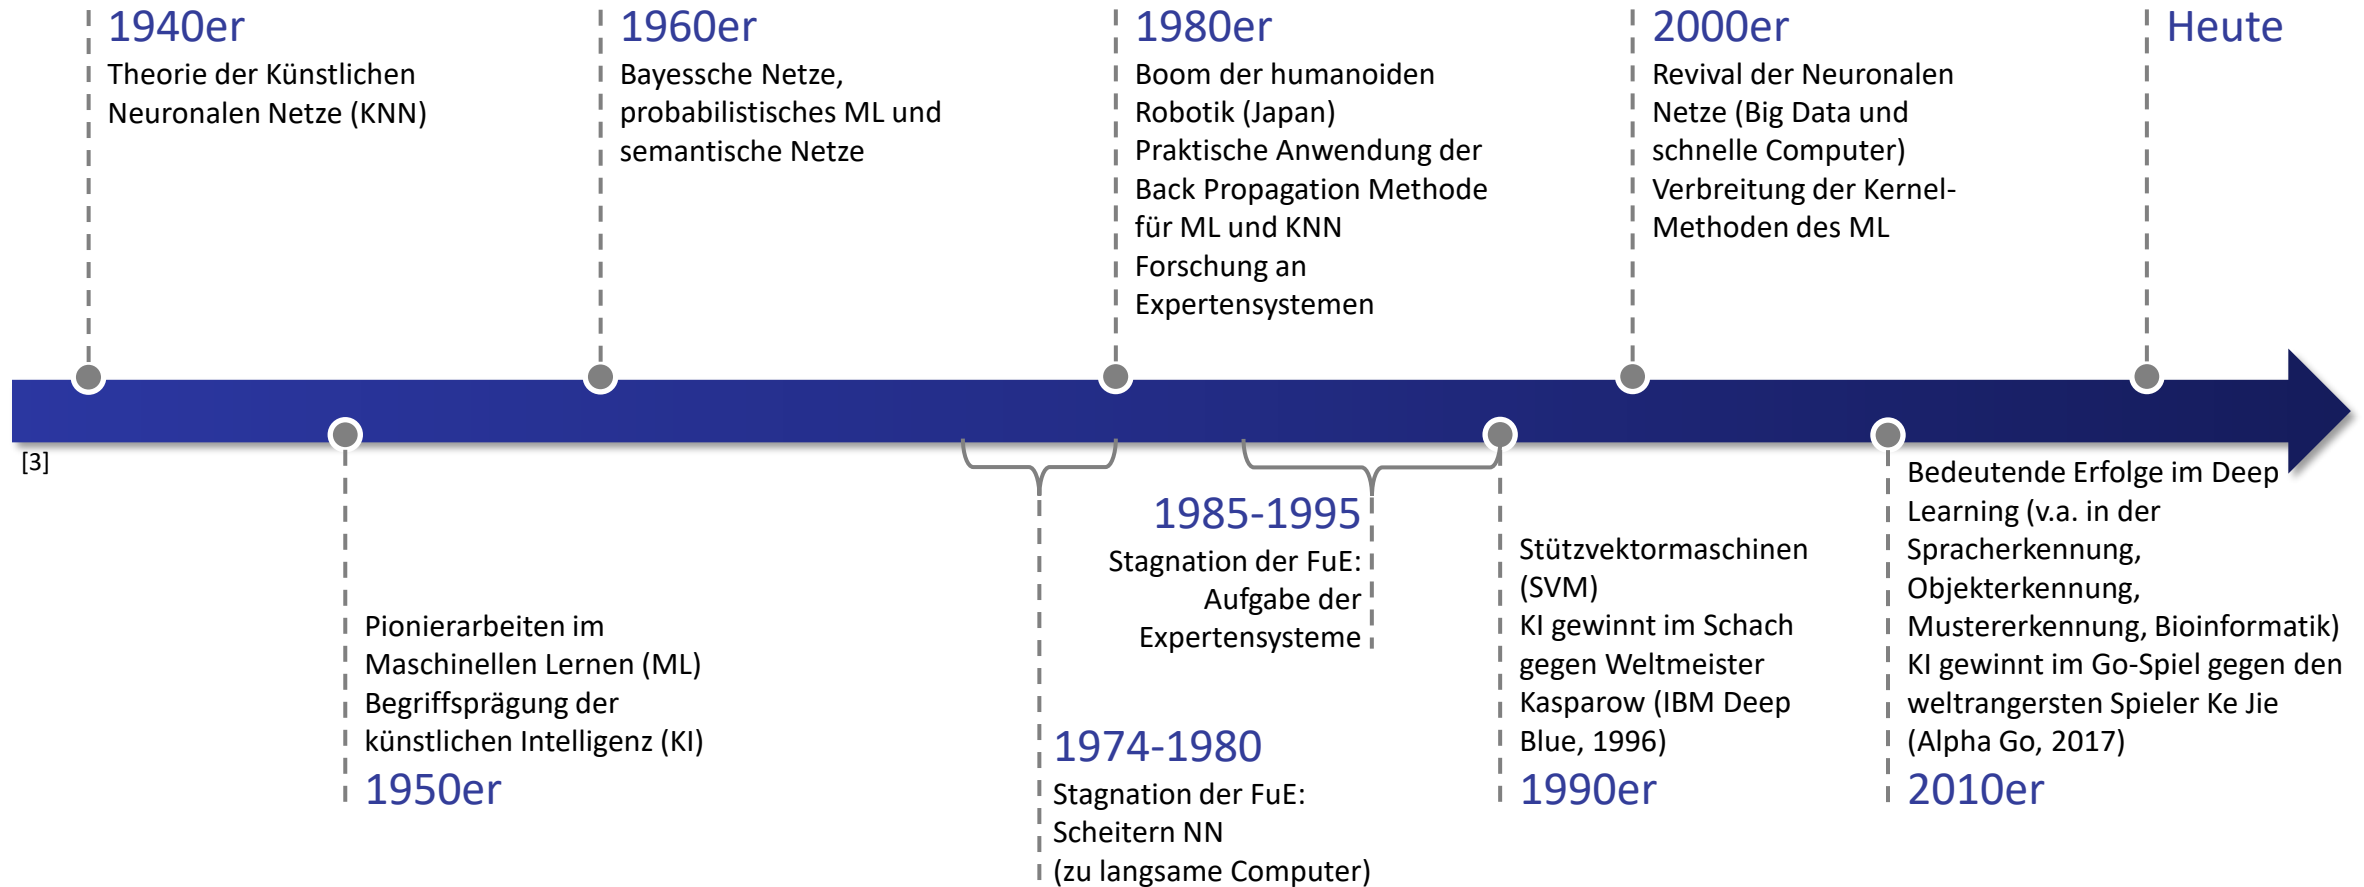 1940er
Theorie der Künstlichen
Neuronalen Netze (KNN)
1960er
Bayessche Netze,
probabilistisches ML und
semantische Netze
1980er
Boom der humanoiden
Robotik (Japan)
Praktische Anwendung der
Back Propagation Methode
für ML und KNN
Forschung an
Expertensystemen
2000er
Revival der Neuronalen
Netze (Big Data und
schnelle Computer)
Verbreitung der Kernel-
Methoden des ML
Heute
[3]
Pionierarbeiten im
Maschinellen Lernen (ML)
Begriffsprägung der
künstlichen Intelligenz (KI)
1950er
1974-1980
Stagnation der FuE:
Scheitern NN
(zu langsame Computer)
1985-1995
Stagnation der FuE:
Aufgabe der
Expertensysteme
Stützvektormaschinen
(SVM)
KI gewinnt im Schach
gegen Weltmeister
Kasparow (IBM Deep
Blue, 1996)
1990er
Bedeutende Erfolge im Deep
Learning (v.a. in der
Spracherkennung,
Objekterkennung,
Mustererkennung, Bioinformatik)
KI gewinnt im Go-Spiel gegen den
weltrangersten Spieler Ke Jie
(Alpha Go, 2017)
2010er